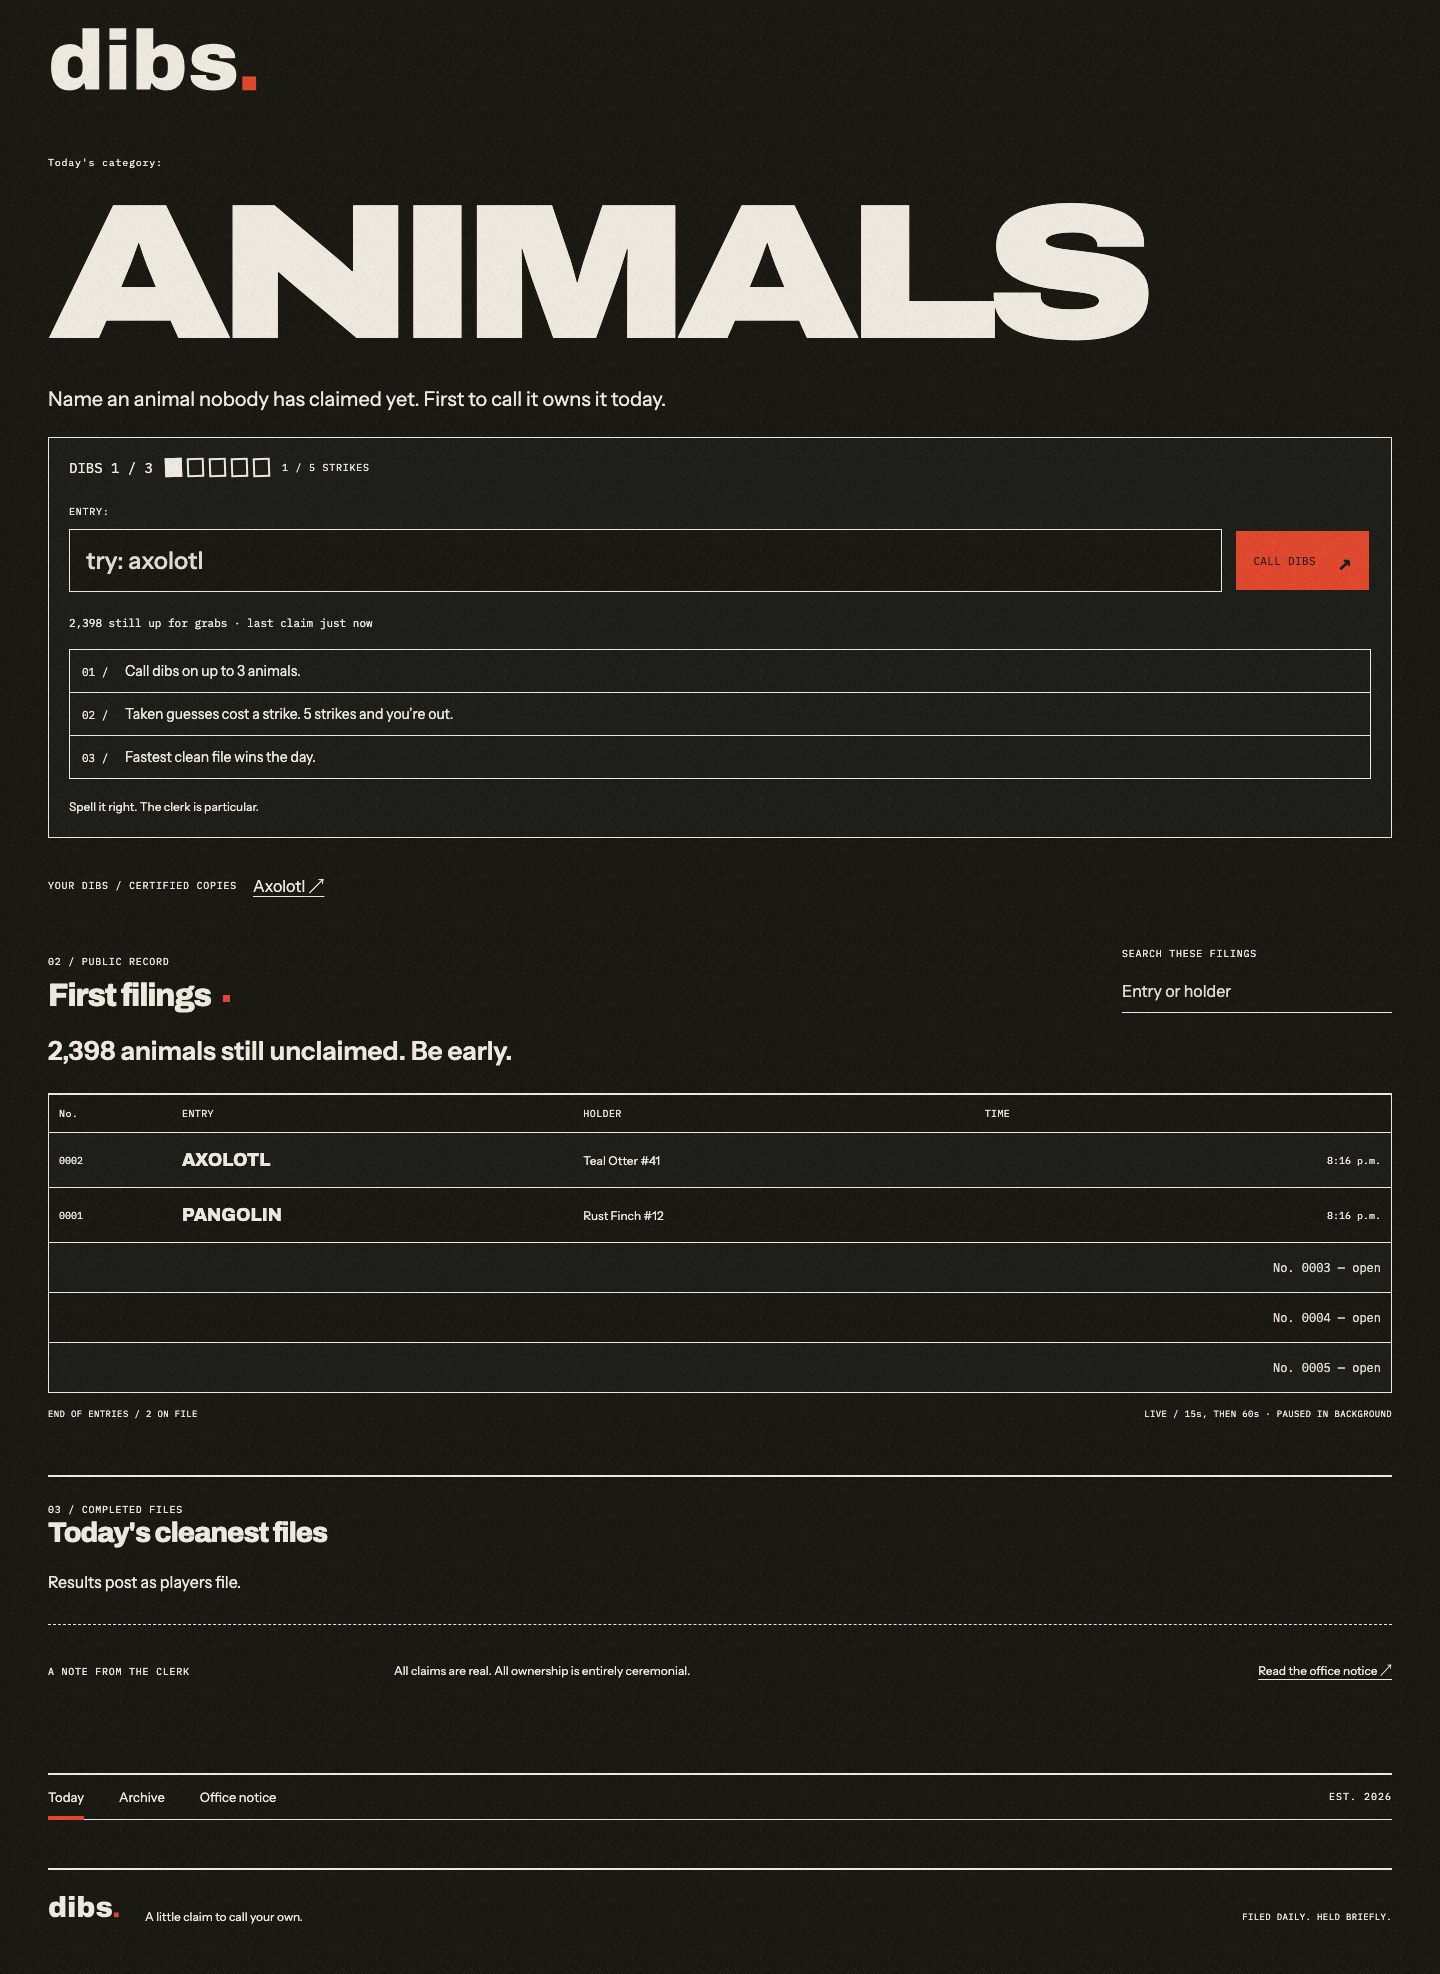 dibs.
Today's category:
ANIMALS
Name an animal nobody has claimed yet. First to call it owns it today.
DIBS 1 / 3 1 / 5 STRIKES
ENTRY:
try: axolotl
CALL DIBS ↗
2,398 still up for grabs · last claim just now
01 / Call dibs on up to 3 animals.
02 / Taken guesses cost a strike. 5 strikes and you’re out.
03 / Fastest clean file wins the day.
Spell it right. The clerk is particular.
YOUR DIBS / CERTIFIED COPIES Axolotl ↗
02 / PUBLIC RECORD
First filings
SEARCH THESE FILINGS
Entry or holder
2,398 animals still unclaimed. Be early.
No. ENTRY HOLDER TIME
0002 AXOLOTL Teal Otter #41 8:16 p.m.
0001 PANGOLIN Rust Finch #12 8:16 p.m.
No. 0003 — open
No. 0004 — open
No. 0005 — open
END OF ENTRIES / 2 ON FILE LIVE / 15s, THEN 60s · PAUSED IN BACKGROUND
03 / COMPLETED FILES
Today's cleanest files
Results post as players file.
A NOTE FROM THE CLERK All claims are real. All ownership is entirely ceremonial. Read the office notice ↗
Today Archive Office notice EST. 2026
dibs. A little claim to call your own. FILED DAILY. HELD BRIEFLY.